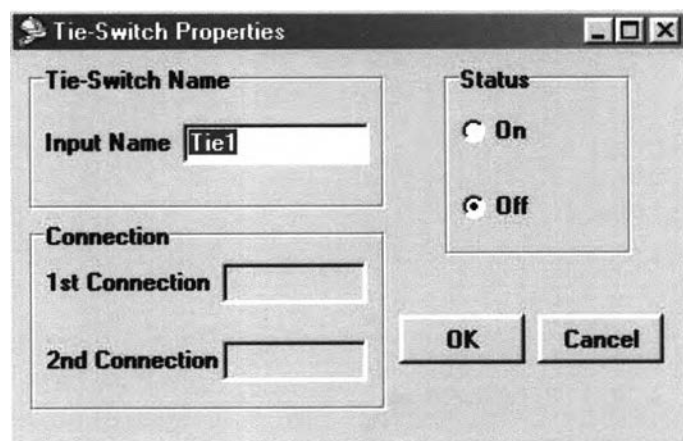 Tie-Switch Properties
Tie-Switch Name
Input Name Tie1
Status
On
Off
Connection
1st Connection
2nd Connection
OK Cancel